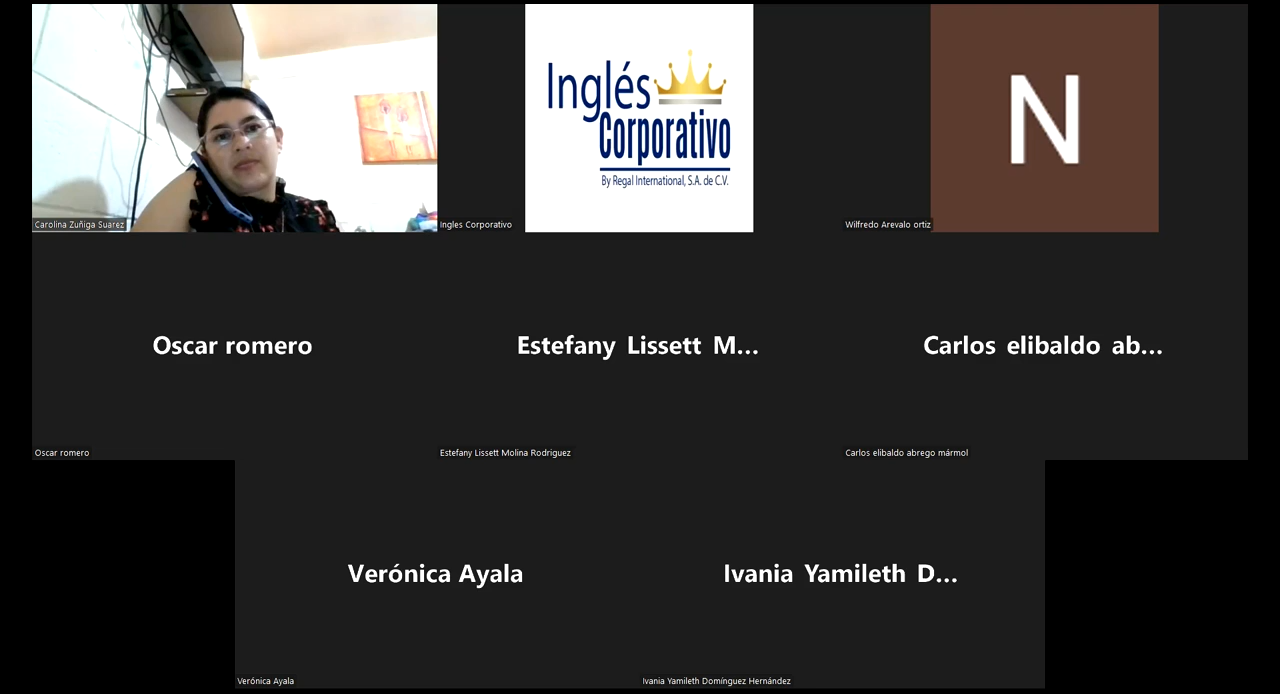 Carolina Zuñiga Suarez
Inglés
Corporativo
By Regal International, S.A. de C.V.
Ingles Corporativo
N
Wilfredo Arevalo ortiz
Oscar romero
Oscar romero
Estefany Lissett M...
Estefany Lissett Molina Rodriguez
Carlos elibaldo ab...
Carlos elibaldo abrego mármol
Verónica Ayala
Verónica Ayala
Ivania Yamileth D...
Ivania Yamileth Domínguez Hernández